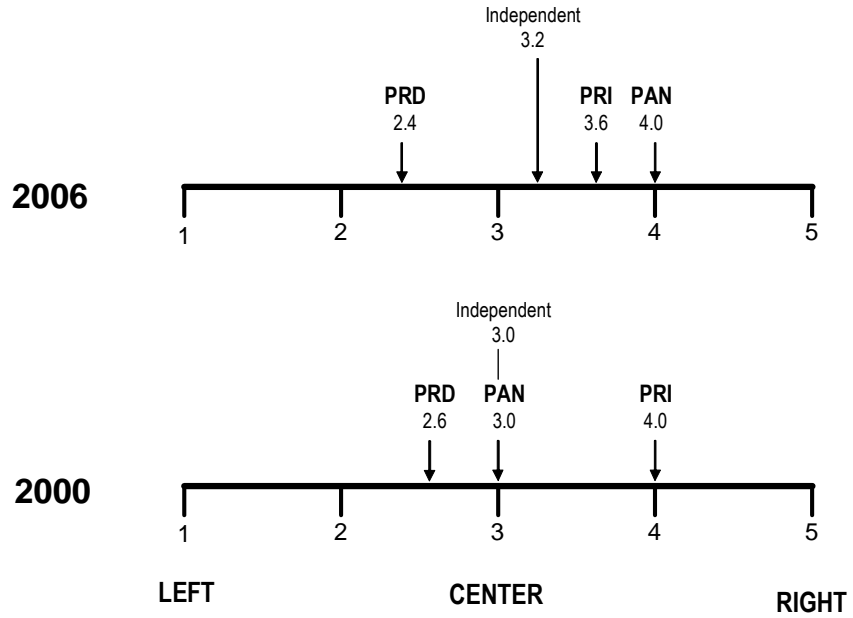 Independent
3.2
PRD PRI PAN
2.4 3.6 4.0
2006
1 2 3 4 5
Independent
3.0
PRD PAN PRI
2.6 3.0 4.0
2000
1 2 3 4 5
LEFT CENTER RIGHT